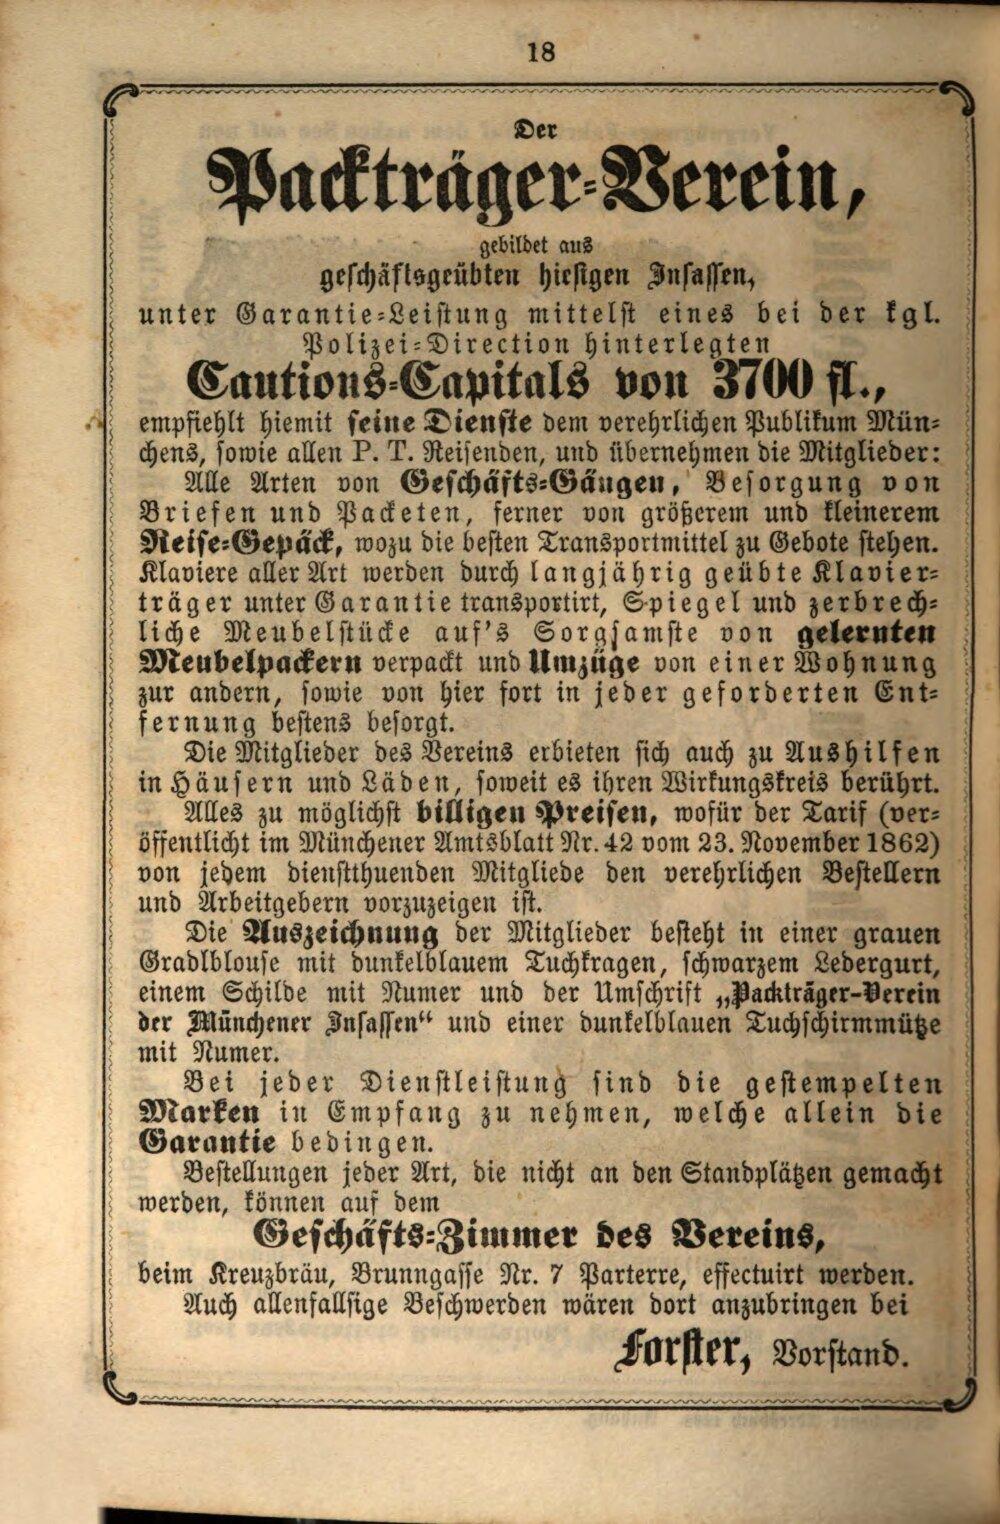 18
Der
Packträger-Verein,
gebildet aus
geschäftsgeübten hiesigen Insassen,
unter Garantie-Leistung mittelst eines bei der kgl.
Polizei-Direction hinterlegten
Cautions-Capitals von 3700 fl.,
empfiehlt hiemit seine Dienste dem verehrlichen Publikum Mün-
chens, sowie allen P. T. Reisenden, und übernehmen die Mitglieder:
Alle Arten von Geschäfts-Gängen, Besorgung von
Briefen und Packeten, ferner von größerem und kleinerem
Reise-Gepäck, wozu die besten Transportmittel zu Gebote stehen.
Klaviere aller Art werden durch langjährig geübte Klavier-
träger unter Garantie transportirt, Spiegel und zerbrech-
liche Meubelstücke auf's Sorgsamste von gelernten
Meubelpackern verpackt und Umzüge von einer Wohnung
zur andern, sowie von hier fort in jeder geforderten Ent-
fernung bestens besorgt.
Die Mitglieder des Vereins erbieten sich auch zu Aushilfen
in Häusern und Läden, soweit es ihren Wirkungskreis berührt.
Alles zu möglichst billigen Preisen, wofür der Tarif (ver-
öffentlicht im Münchener Amtsblatt Nr. 42 vom 23. November 1862)
von jedem dienstthuenden Mitgliede den verehrlichen Bestellern
und Arbeitgebern vorzuzeigen ist.
Die Auszeichnung der Mitglieder besteht in einer grauen
Gradlblouse mit dunkelblauem Tuchkragen, schwarzem Ledergurt,
einem Schilde mit Numer und der Umschrift „Packträger-Verein
der Münchener Insassen“ und einer dunkelblauen Tuchschirmmütze
mit Numer.
Bei jeder Dienstleistung sind die gestempelten
Marken in Empfang zu nehmen, welche allein die
Garantie bedingen.
Bestellungen jeder Art, die nicht an den Standplätzen gemacht
werden, können auf dem
Geschäfts-Zimmer des Vereins,
beim Kreuzbräu, Brunngasse Nr. 7 Parterre, effectuirt werden.
Auch allenfallsige Beschwerden wären dort anzubringen bei
Forster, Vorstand.